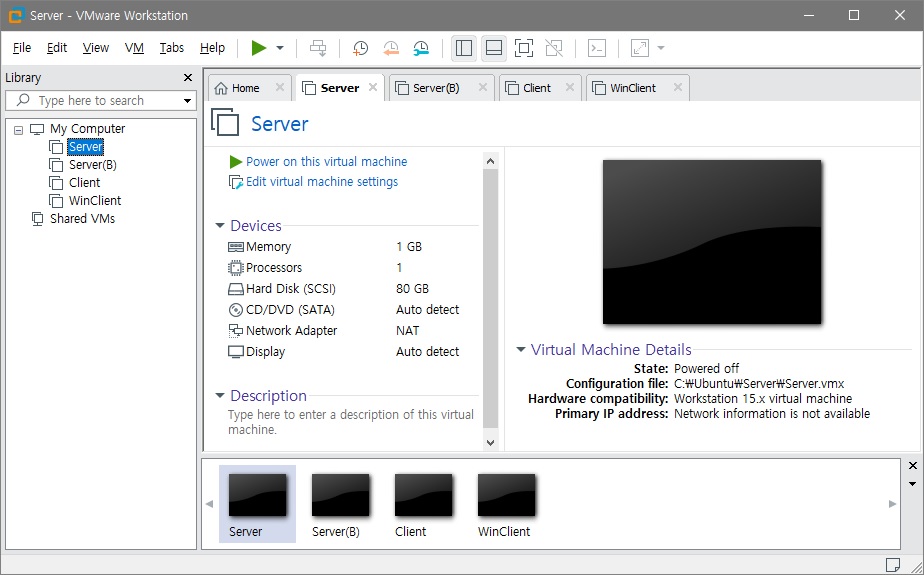 Server - VMware Workstation
File Edit View VM Tabs Help
Library
Type here to search
My Computer
Server
Server(B)
Client
WinClient
Shared VMs
Home Server Server(B) Client WinClient
Server
Power on this virtual machine
Edit virtual machine settings
Devices
Memory 1 GB
Processors 1
Hard Disk (SCSI) 80 GB
CD/DVD (SATA) Auto detect
Network Adapter NAT
Display Auto detect
Description
Type here to enter a description of this virtual
machine.
Virtual Machine Details
State: Powered off
Configuration file: C:₩Ubuntu₩Server₩Server.vmx
Hardware compatibility: Workstation 15.x virtual machine
Primary IP address: Network information is not available
Server Server(B) Client WinClient